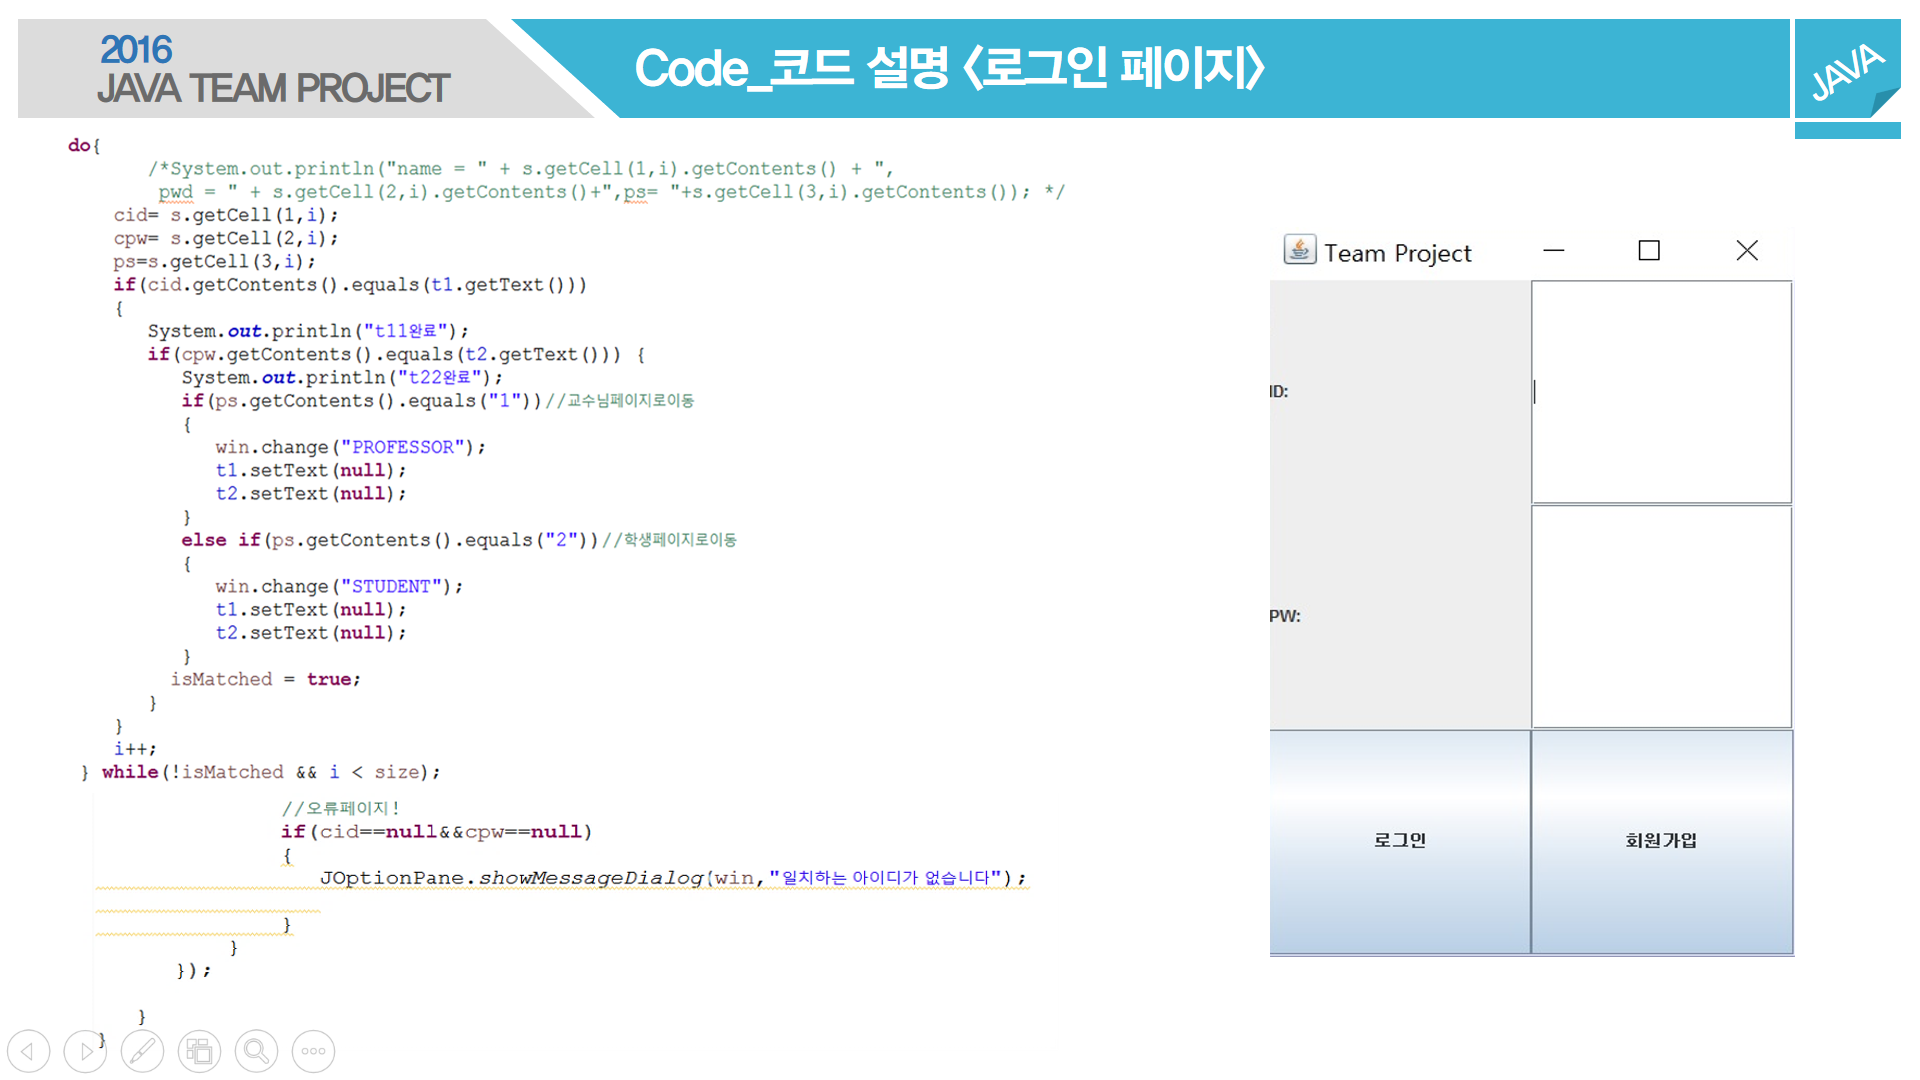 2016
JAVA TEAM PROJECT
Code_코드 설명 <로그인 페이지>
JAVA
do{
/*System.out.println("name = " + s.getCell(1,i).getContents() + ",
pwd = " + s.getCell(2,i).getContents()+",ps= "+s.getCell(3,i).getContents()); */
cid= s.getCell(1,i);
cpw= s.getCell(2,i);
ps=s.getCell(3,i);
if(cid.getContents().equals(t1.getText()))
{
System.out.println("t11완료");
if(cpw.getContents().equals(t2.getText())) {
System.out.println("t22완료");
if(ps.getContents().equals("1"))//교수님페이지로이동
{
win.change("PROFESSOR");
t1.setText(null);
t2.setText(null);
}
else if(ps.getContents().equals("2"))//학생페이지로이동
{
win.change("STUDENT");
t1.setText(null);
t2.setText(null);
}
isMatched = true;
}
}
i++;
} while(!isMatched && i < size);
//오류페이지!
if(cid==null&&cpw==null)
{
JOptionPane.showMessageDialog(win,"일치하는 아이디가 없습니다");
}
}
});
}
}
Team Project
ID:
PW:
로그인
회원가입